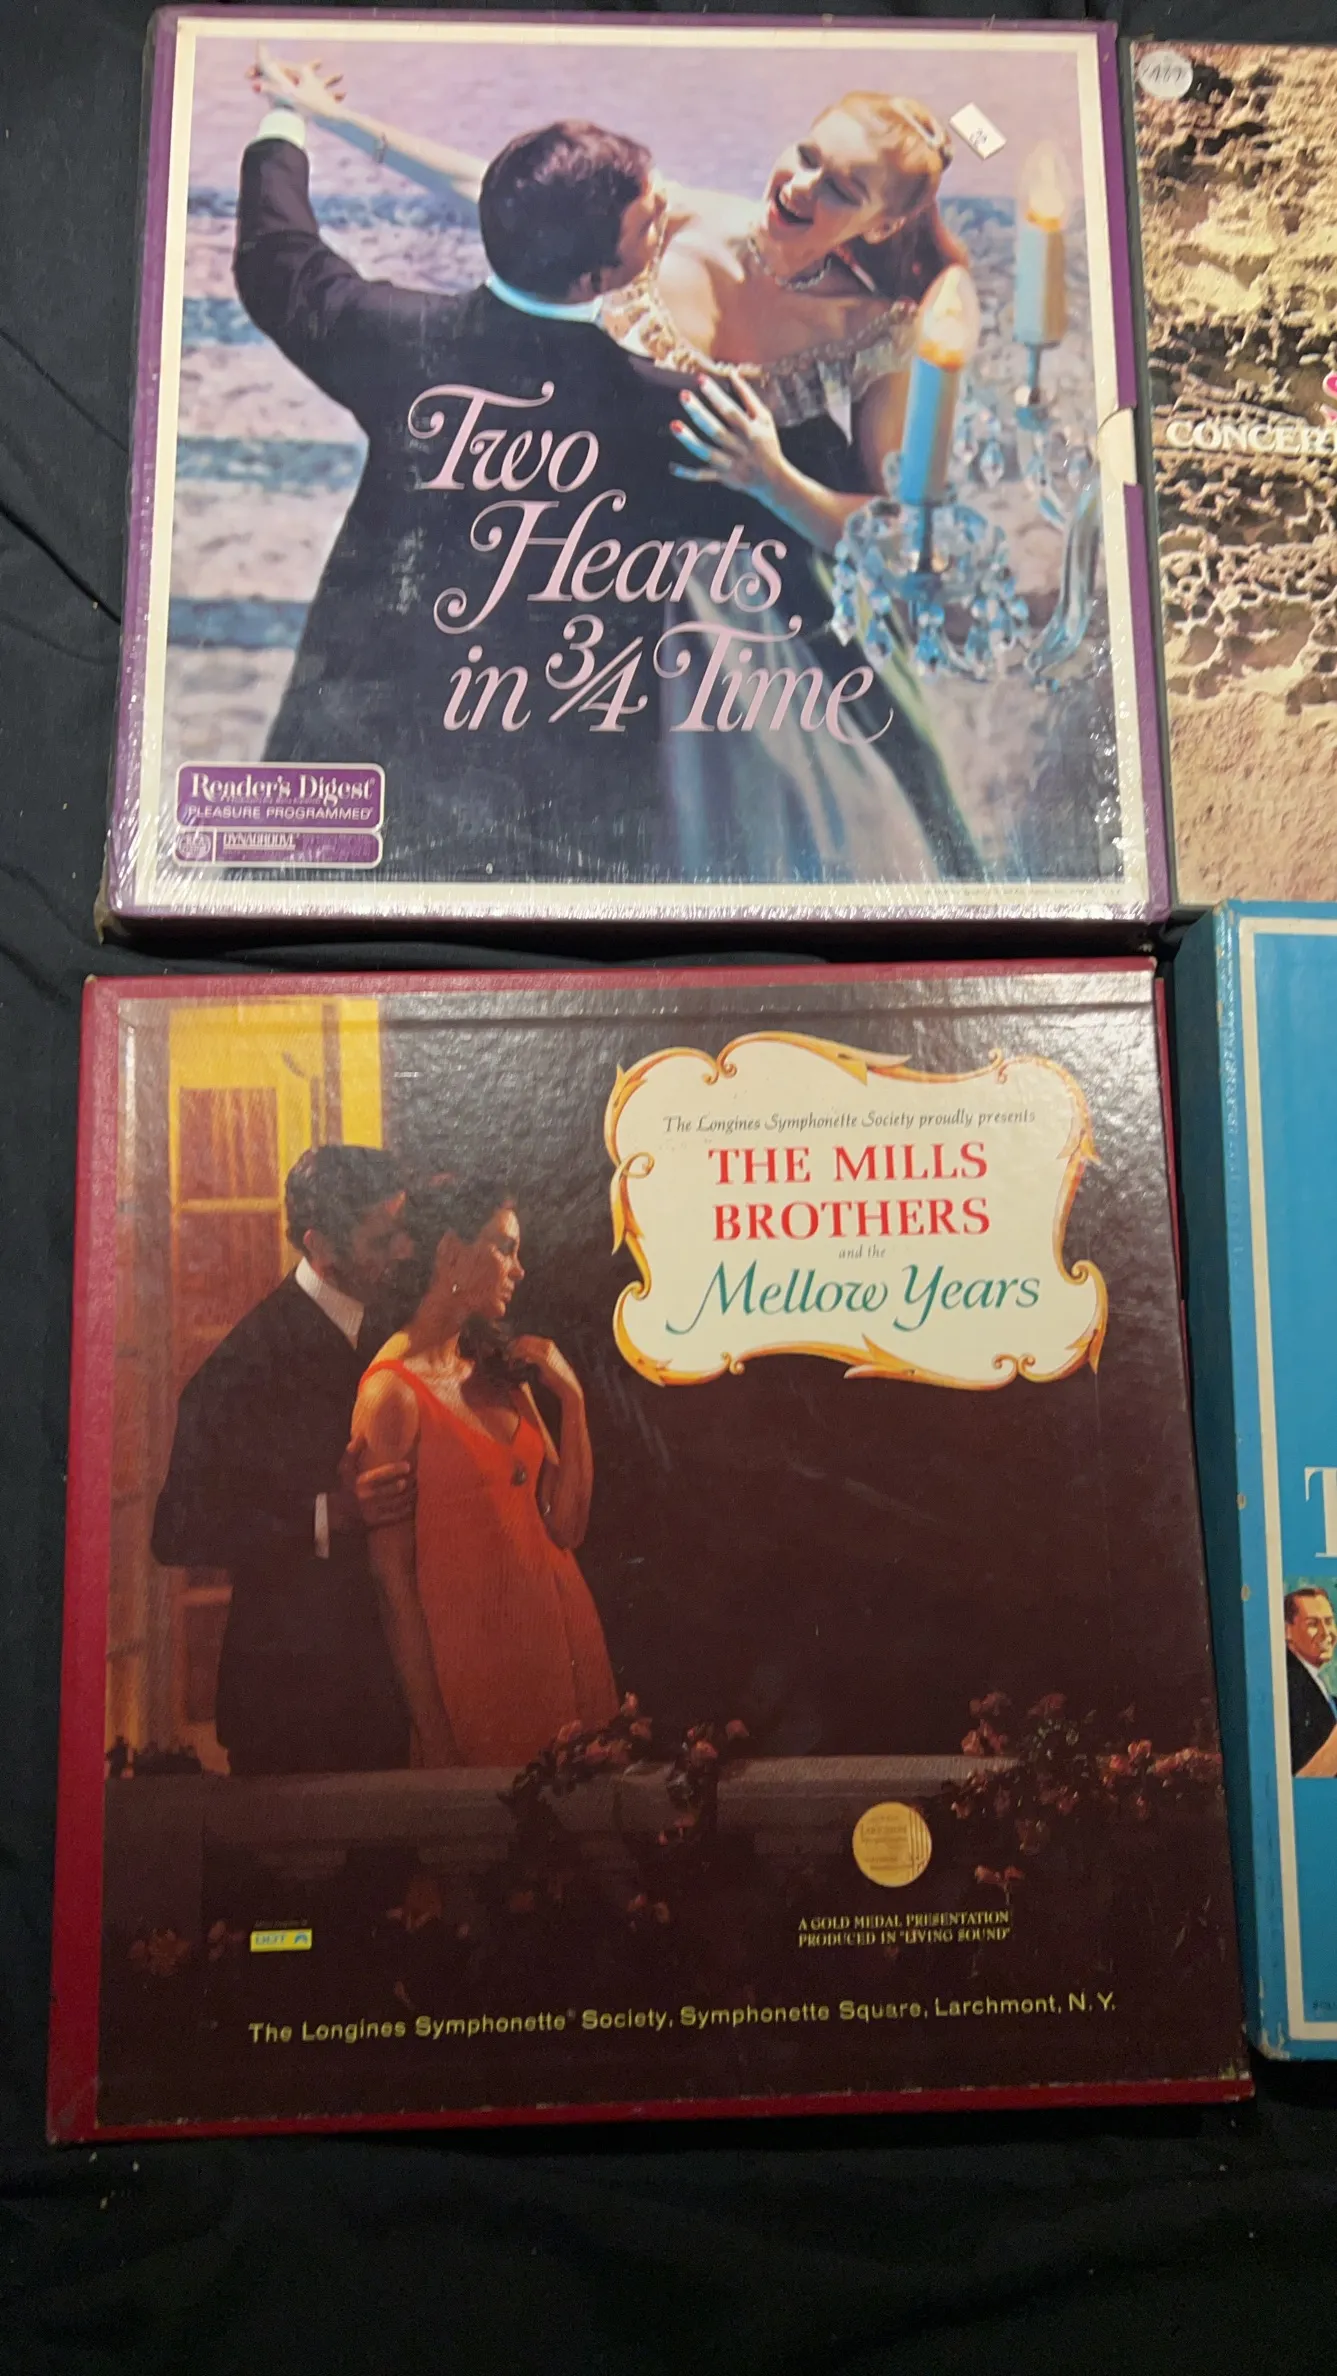 Two
Hearts
in 3/4 Time
Reader's Digest
PLEASURE PROGRAMMED
DYNAGROOVE
CONCER
The Longines Symphonette Society proudly presents
THE MILLS
BROTHERS
and the
Mellow Years
DOT
A GOLD MEDAL PRESENTATION
PRODUCED IN "LIVING SOUND"
The Longines Symphonette® Society, Symphonette Square, Larchmont, N.Y.
T